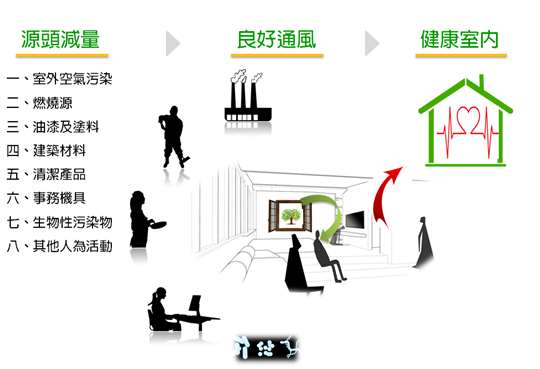 源頭減量
良好通風
健康室內
一、室外空氣污染
二、燃燒源
三、油漆及塗料
四、建築材料
五、清潔產品
六、事務機具
七、生物性污染物
八、其他人為活動